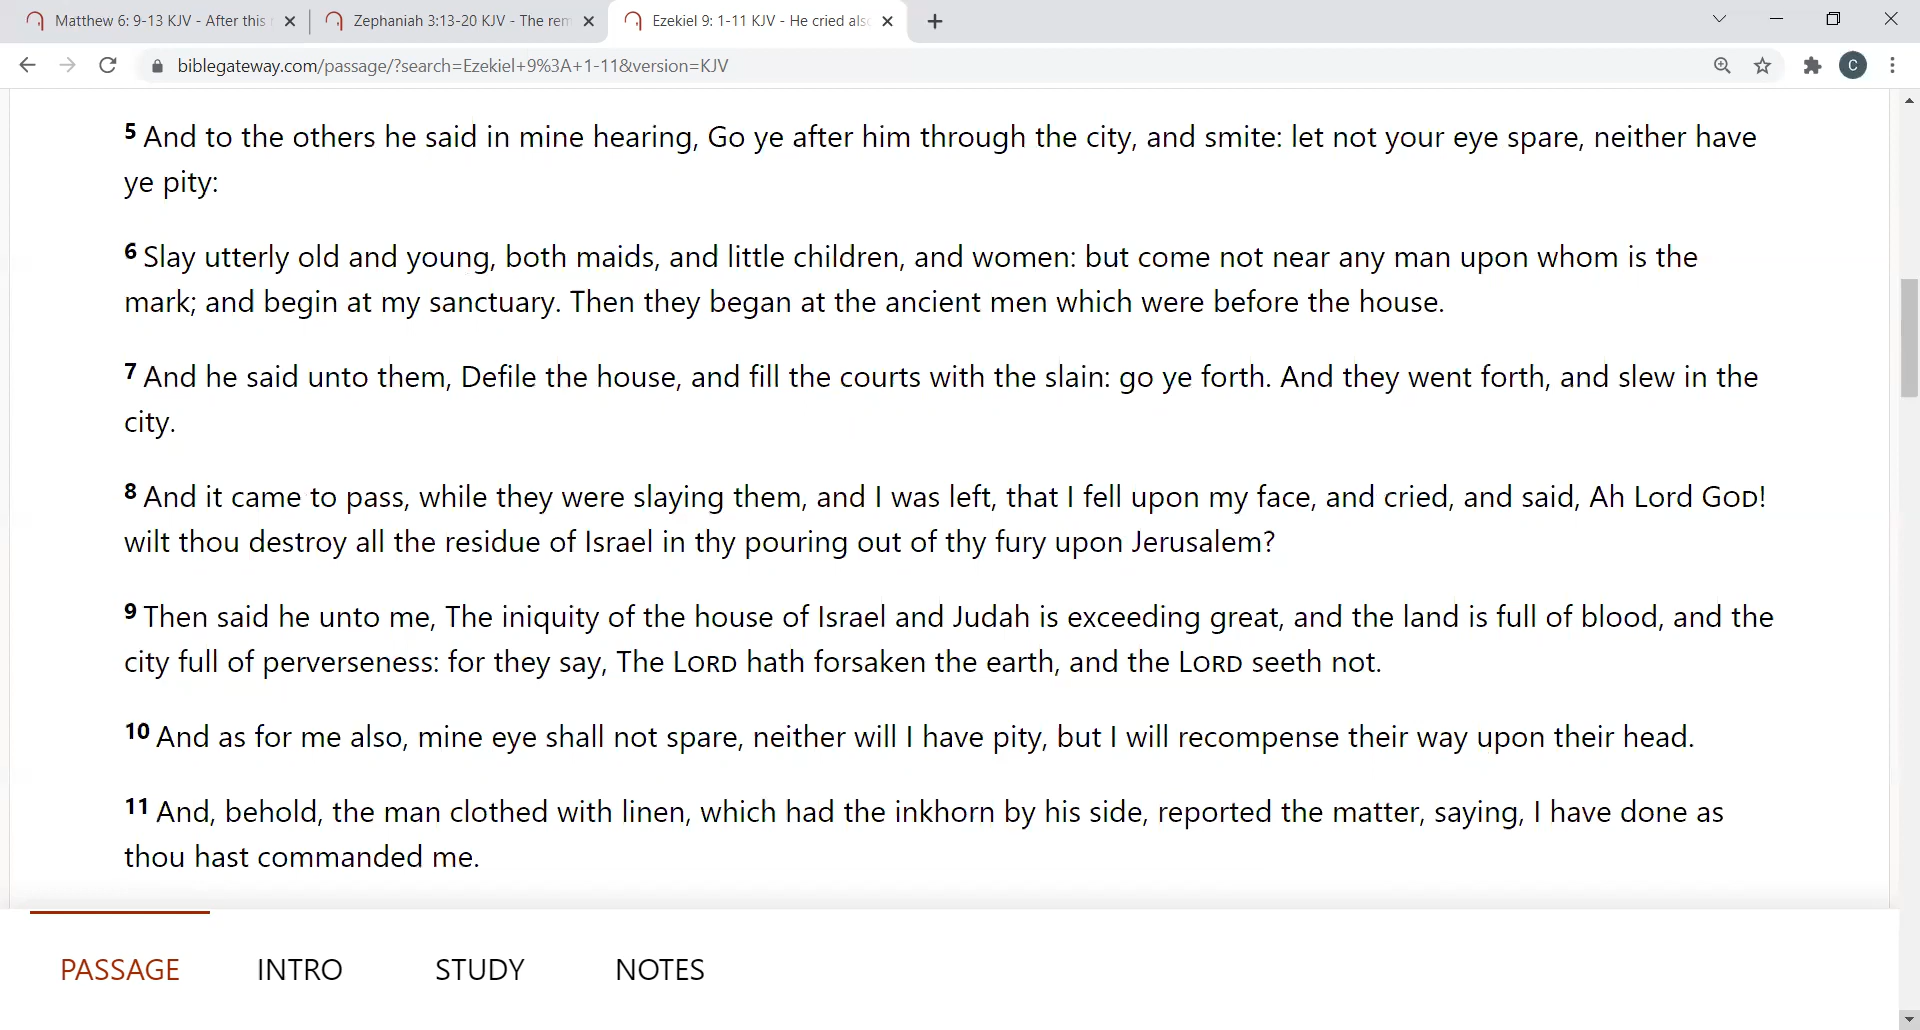 Matthew 6: 9-13 KJV - After this
Zephaniah 3:13-20 KJV - The rem
Ezekiel 9: 1-11 KJV - He cried als
biblegateway.com/passage/?search=Ezekiel+9%3A+1-11&version=KJV
C
5 And to the others he said in mine hearing, Go ye after him through the city, and smite: let not your eye spare, neither have
ye pity:
6 Slay utterly old and young, both maids, and little children, and women: but come not near any man upon whom is the
mark; and begin at my sanctuary. Then they began at the ancient men which were before the house.
7 And he said unto them, Defile the house, and fill the courts with the slain: go ye forth. And they went forth, and slew in the
city.
8 And it came to pass, while they were slaying them, and I was left, that I fell upon my face, and cried, and said, Ah Lord GOD!
wilt thou destroy all the residue of Israel in thy pouring out of thy fury upon Jerusalem?
9 Then said he unto me, The iniquity of the house of Israel and Judah is exceeding great, and the land is full of blood, and the
city full of perverseness: for they say, The LORD hath forsaken the earth, and the LORD seeth not.
10 And as for me also, mine eye shall not spare, neither will I have pity, but I will recompense their way upon their head.
11 And, behold, the man clothed with linen, which had the inkhorn by his side, reported the matter, saying, I have done as
thou hast commanded me.
PASSAGE INTRO STUDY NOTES